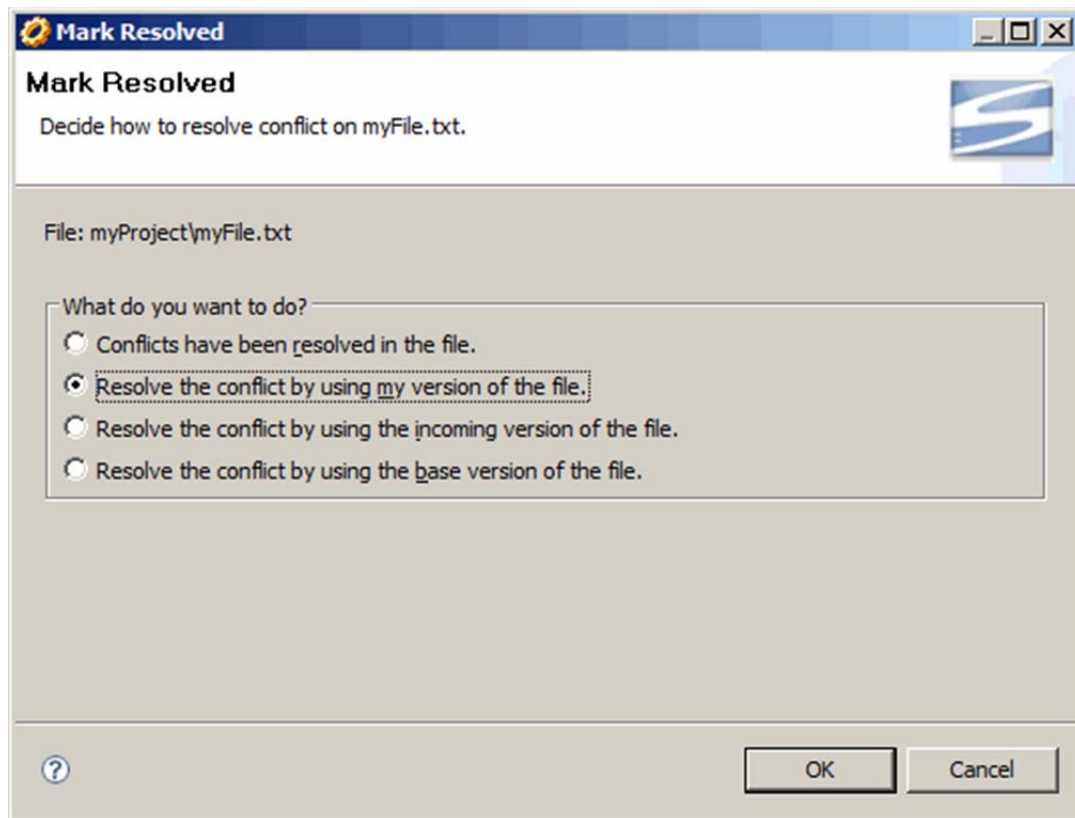 Mark Resolved
Mark Resolved
Decide how to resolve conflict on myFile.txt.
File: myProject\myFile.txt
What do you want to do?
Conflicts have been resolved in the file.
Resolve the conflict by using my version of the file.
Resolve the conflict by using the incoming version of the file.
Resolve the conflict by using the base version of the file.
?
OK Cancel